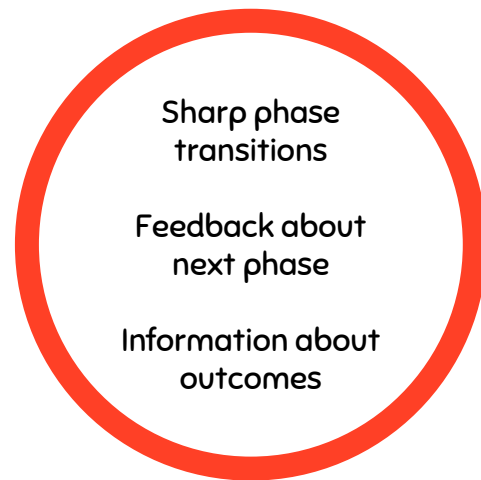 Sharp phase
transitions
Feedback about
next phase
Information about
outcomes